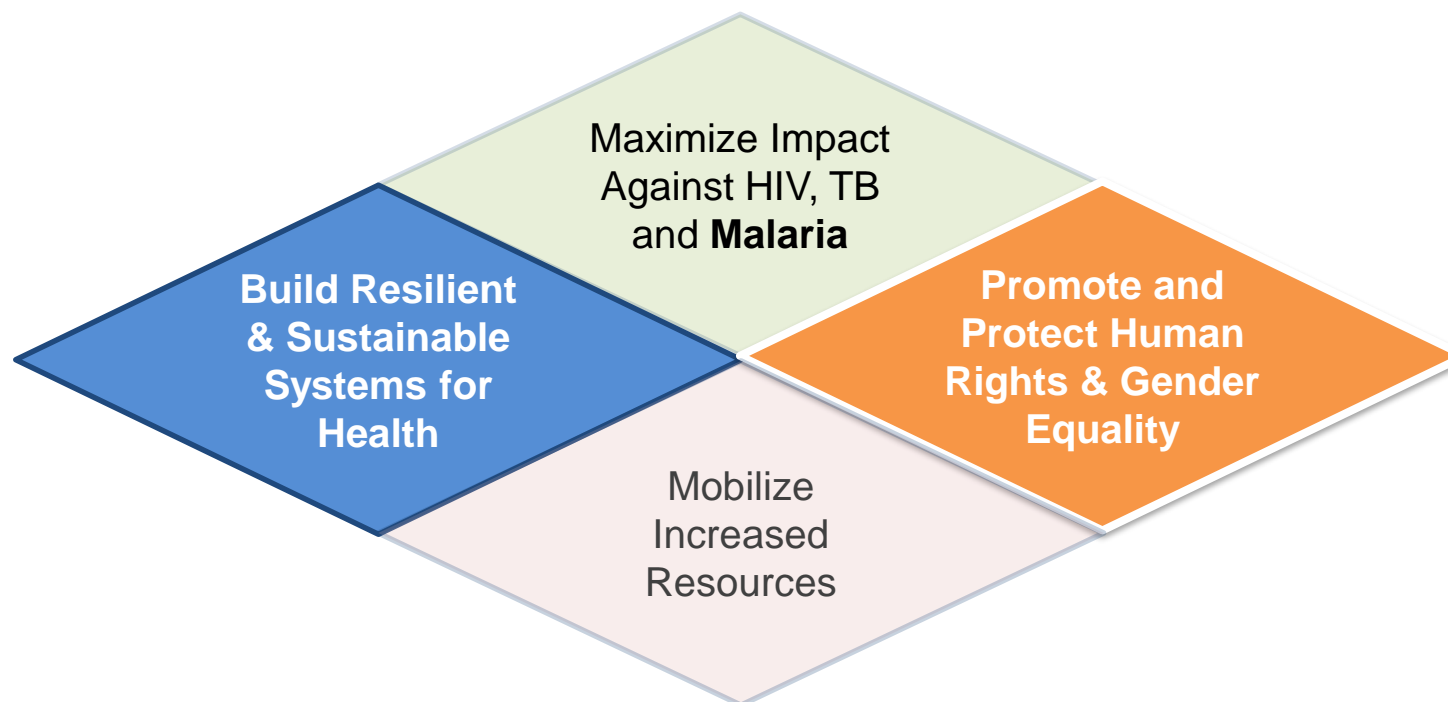 Maximize Impact
Against HIV, TB
and Malaria
Build Resilient
& Sustainable
Systems for
Health
Promote and
Protect Human
Rights & Gender
Equality
Mobilize
Increased
Resources